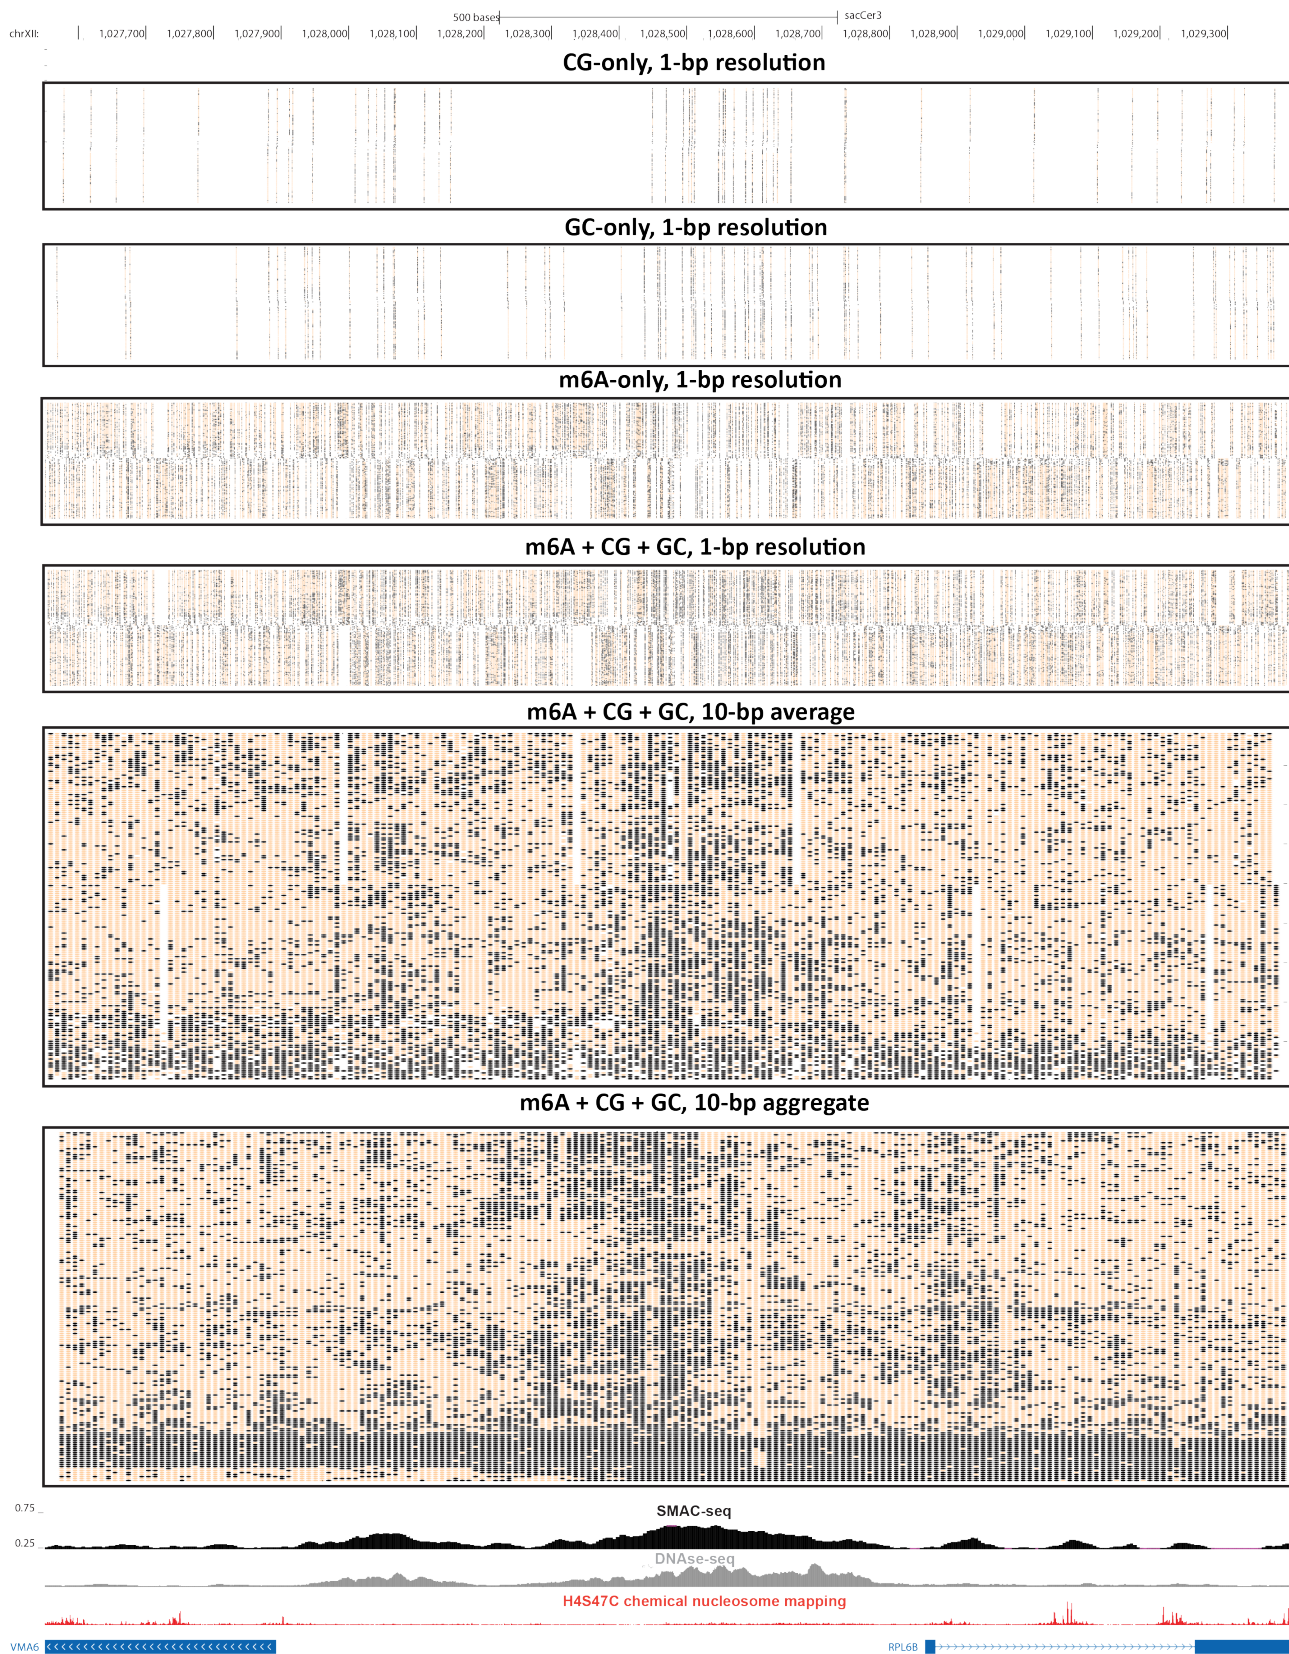 500 bases sacCer3
chrXII: 1,027,700 1,027,800 1,027,900 1,028,000 1,028,100 1,028,200 1,028,300 1,028,400 1,028,500 1,028,600 1,028,700 1,028,800 1,028,900 1,029,000 1,029,100 1,029,200 1,029,300
CG-only, 1-bp resolution
GC-only, 1-bp resolution
m6A-only, 1-bp resolution
m6A + CG + GC, 1-bp resolution
m6A + CG + GC, 10-bp average
m6A + CG + GC, 10-bp aggregate
0.75
SMAC-seq
0.25
DNAse-seq
H4S47C chemical nucleosome mapping
VMA6 RPL6B